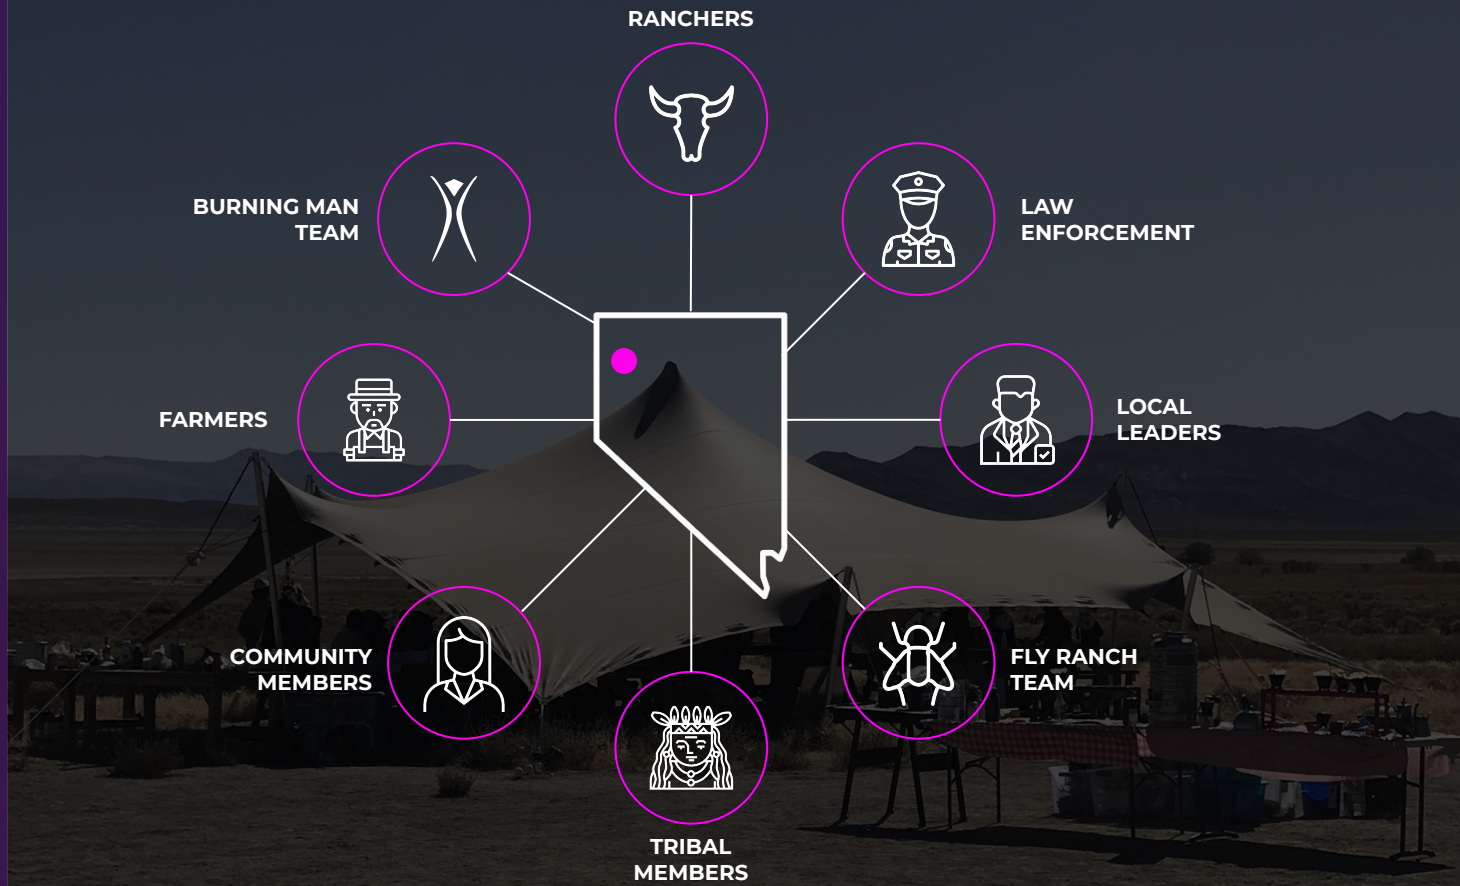 RANCHERS
BURNING MAN
TEAM
LAW
ENFORCEMENT
FARMERS
LOCAL
LEADERS
COMMUNITY
MEMBERS
FLY RANCH
TEAM
TRIBAL
MEMBERS